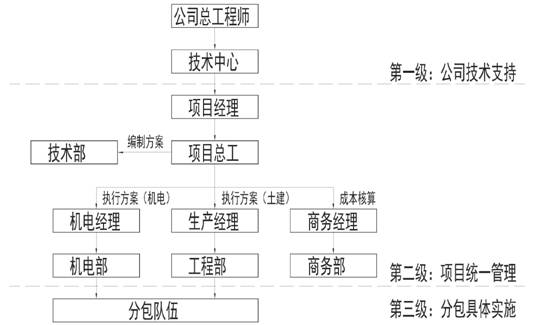 公司总工程师
技术中心
第一级：公司技术支持
项目经理
编制方案
技术部
项目总工
执行方案（机电）
执行方案（土建）
成本核算
机电经理
生产经理
商务经理
机电部
工程部
商务部
第二级：项目统一管理
分包队伍
第三级：分包具体实施